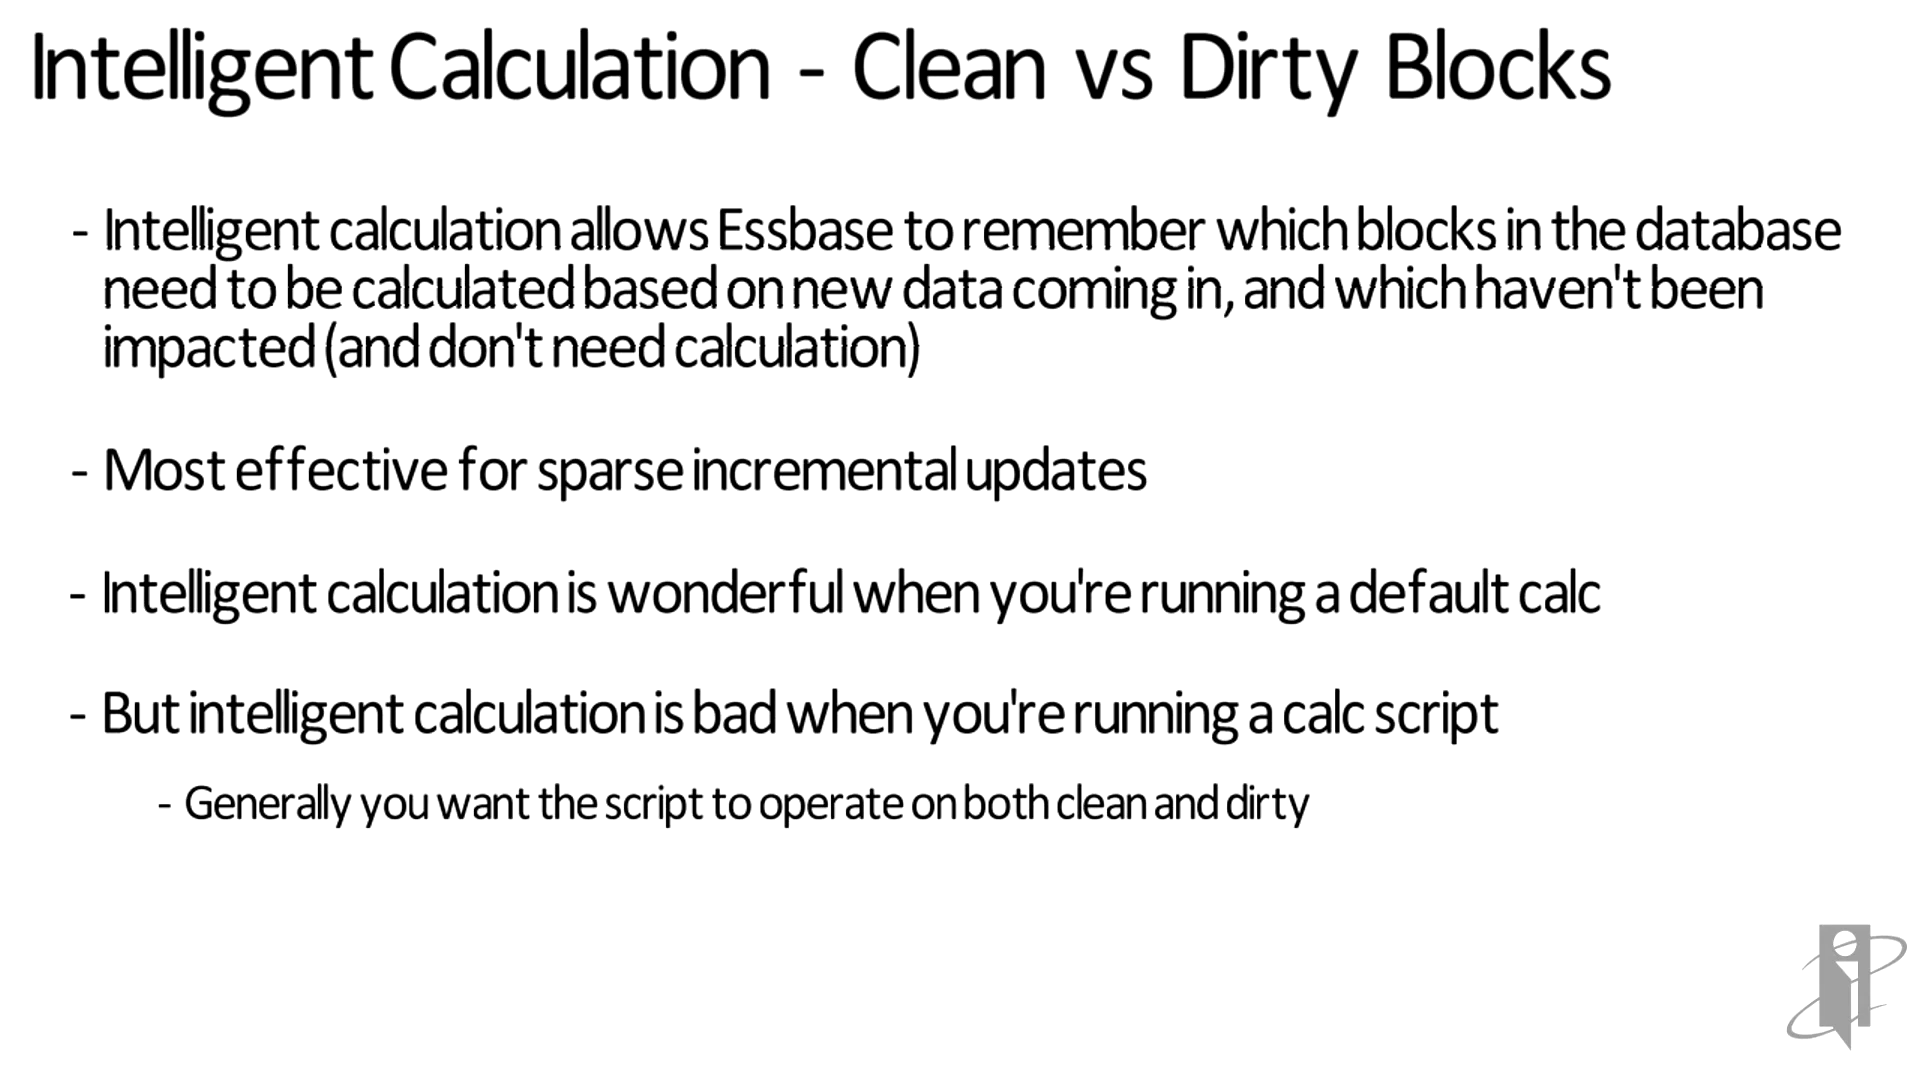 Intelligent Calculation - Clean vs Dirty Blocks
- Intelligent calculation allows Essbase to remember which blocks in the database
need to be calculated based on new data coming in, and which haven't been
impacted (and don't need calculation)
- Most effective for sparse incremental updates
- Intelligent calculation is wonderful when you're running a default calc
- But intelligent calculation is bad when you're running a calc script
- Generally you want the script to operate on both clean and dirty